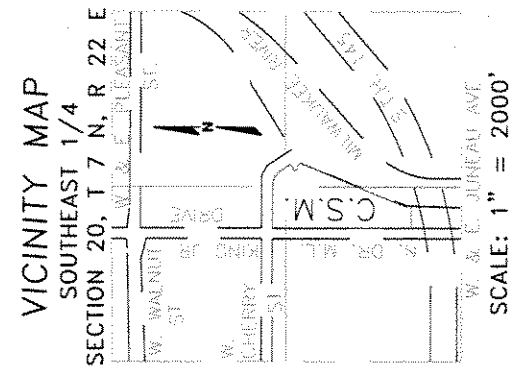 VICINITY MAP
SOUTHEAST 1/4
SECTION 20, T 7 N, R 22 E
W. & E. PLEASANT
ST.
W. WALNUT
ST
N
RIVER
MILWAUKEE
S.T.H. 145
DRIVE
KING JR
N. DR. M.L.
W.
CHERRY
ST
C.S.M.
W. & E. JUNEAU AVE
SCALE: 1" = 2000'